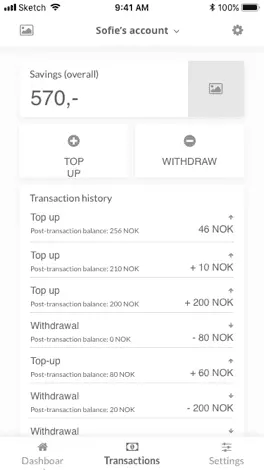 Sketch 9:41 AM 100%
Sofie's account
Savings (overall)
570,-
TOP
UP
WITHDRAW
Transaction history
Top up
Post-transaction balance: 256 NOK
46 NOK
Top up
Post-transaction balance: 210 NOK
+ 10 NOK
Top up
Post-transaction balance: 200 NOK
+ 200 NOK
Withdrawal
Post-transaction balance: 0 NOK
- 80 NOK
Top-up
Post-transaction balance: 80 NOK
+ 60 NOK
Withdrawal
Post-transaction balance: 20 NOK
- 200 NOK
Withdrawal
Dashboar
Transactions
Settings